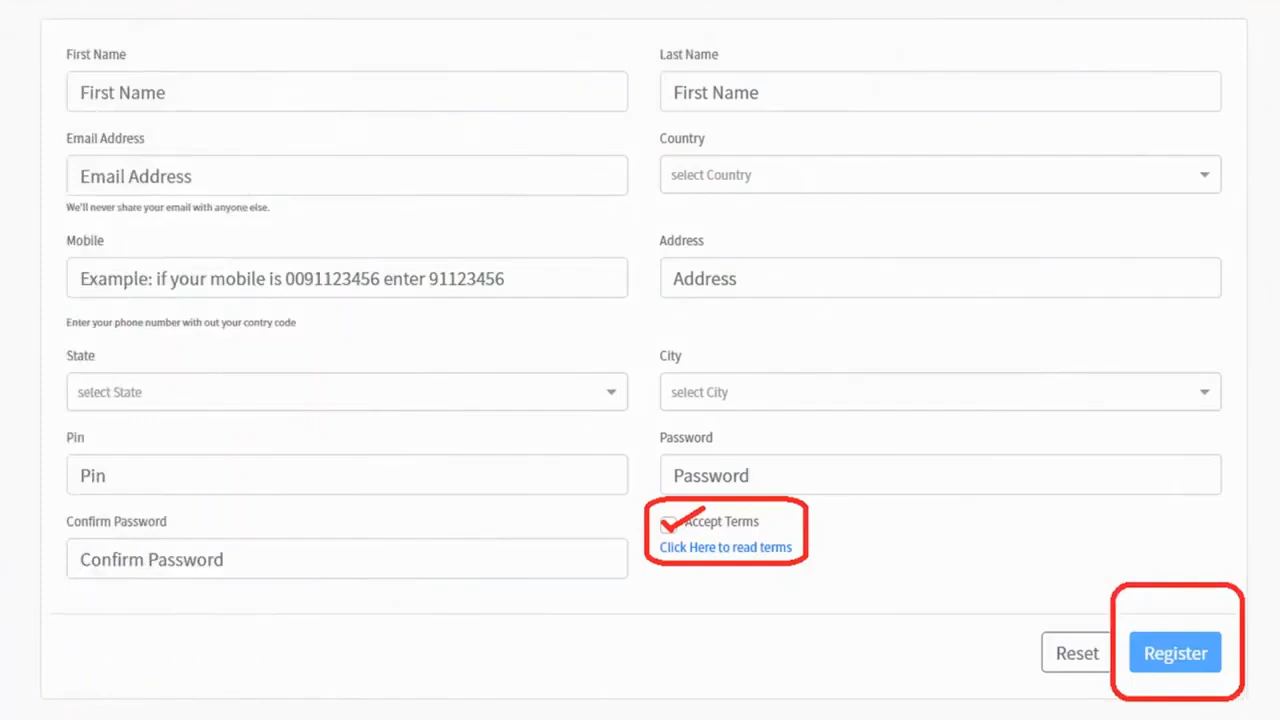 First Name
Last Name
First Name
First Name
Email Address
Country
Email Address
select Country
We'll never share your email with anyone else.
Mobile
Address
Example: if your mobile is 0091123456 enter 91123456
Address
Enter your phone number with out your contry code
State
City
select State
select City
Pin
Password
Pin
Password
Confirm Password
Accept Terms
Click Here to read terms
Confirm Password
Reset
Register